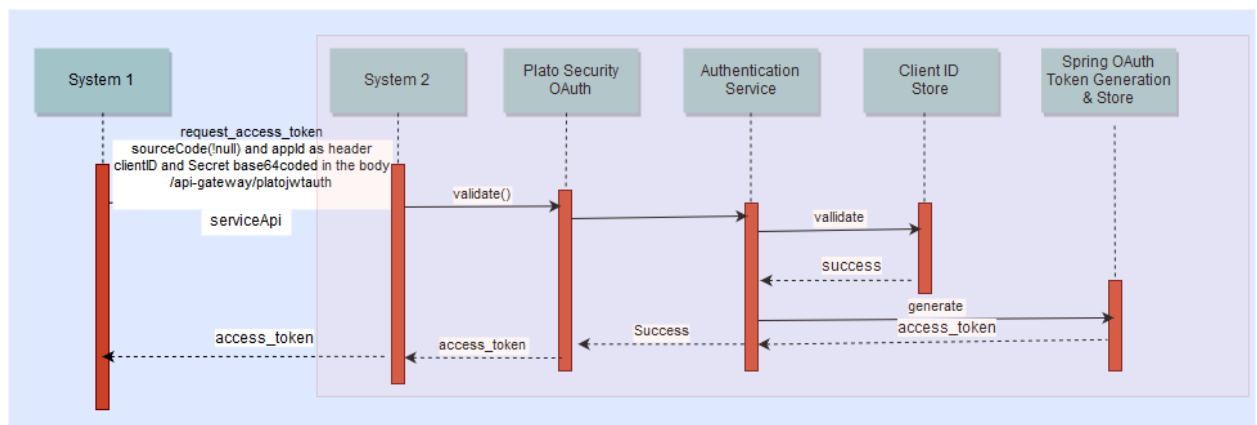 System 1
System 2
Plato Security
OAuth
Authentication
Service
Client ID
Store
Spring OAuth
Token Generation
& Store
request_access_token
sourceCode(!null) and appId as header
clientID and Secret base64coded in the body
/api-gateway/platojwtauth
serviceApi
validate()
vallidate
success
generate
access_token
Success
access_token
access_token